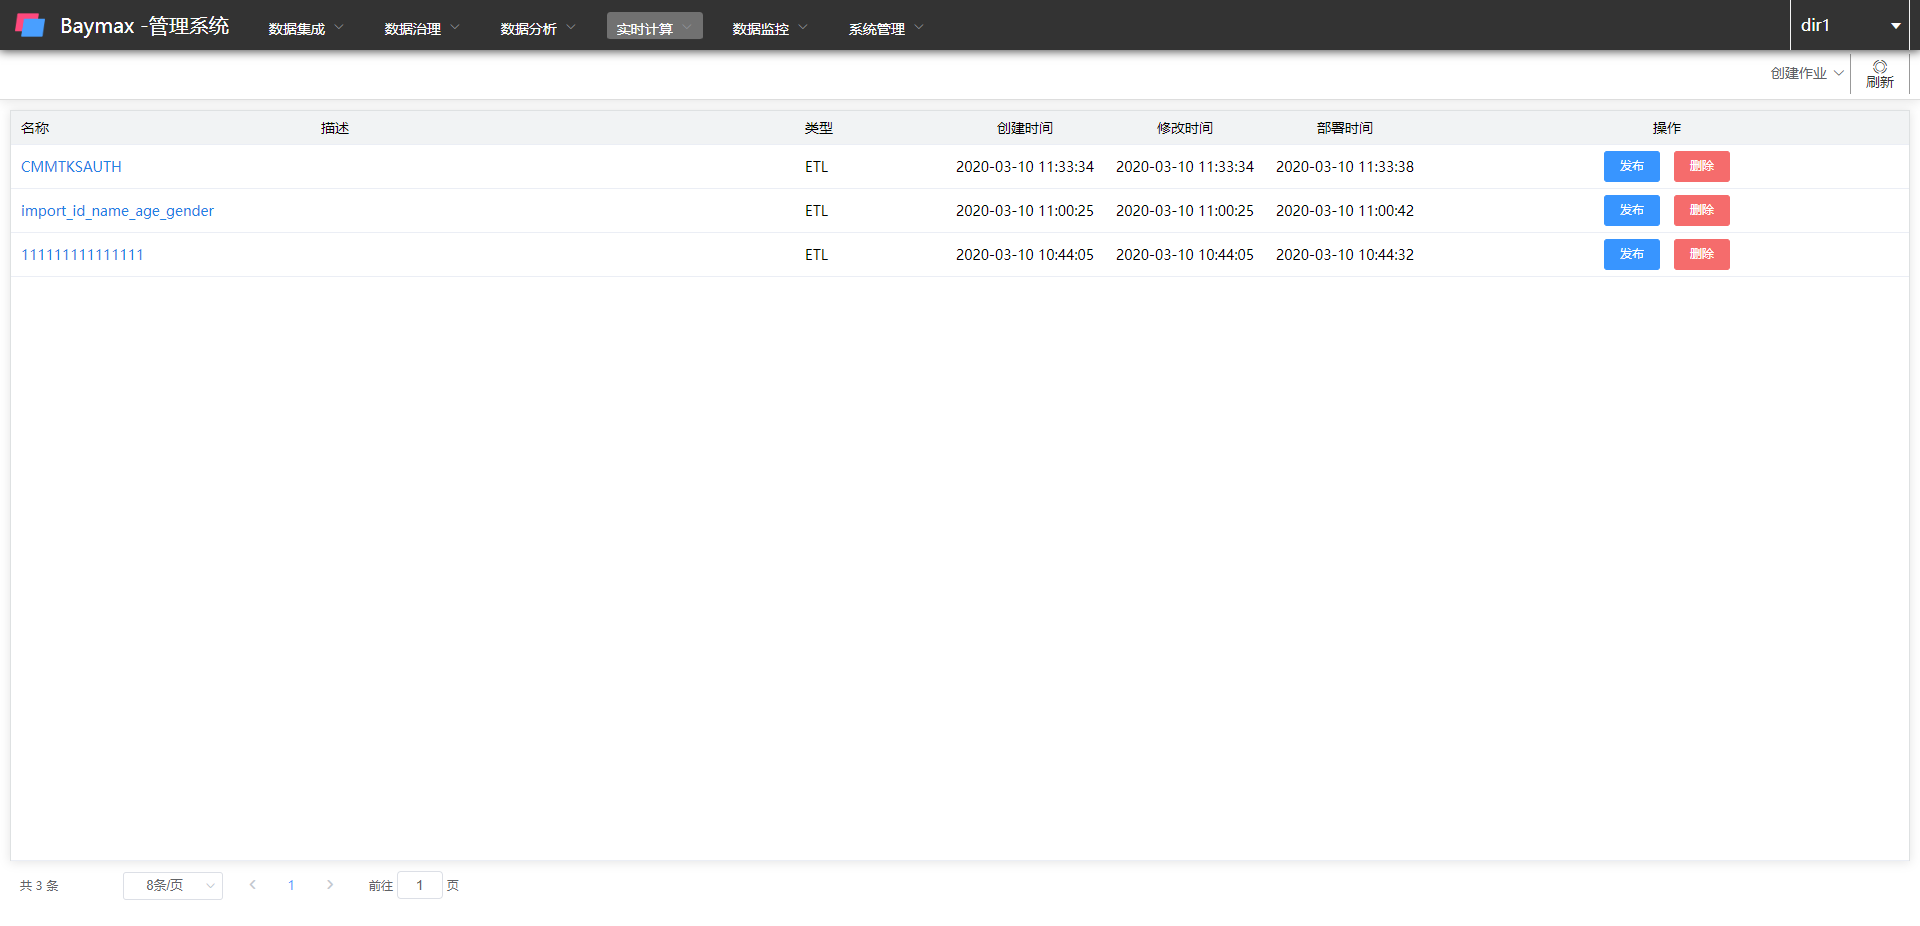 Baymax -管理系统 数据集成 数据治理 数据分析 实时计算 数据监控 系统管理 dir1
创建作业 刷新
名称 描述 类型 创建时间 修改时间 部署时间 操作
CMMTKSAUTH ETL 2020-03-10 11:33:34 2020-03-10 11:33:34 2020-03-10 11:33:38 发布 删除
import_id_name_age_gender ETL 2020-03-10 11:00:25 2020-03-10 11:00:25 2020-03-10 11:00:42 发布 删除
111111111111111 ETL 2020-03-10 10:44:05 2020-03-10 10:44:05 2020-03-10 10:44:32 发布 删除
共 3 条 8条/页 1 前往 1 页